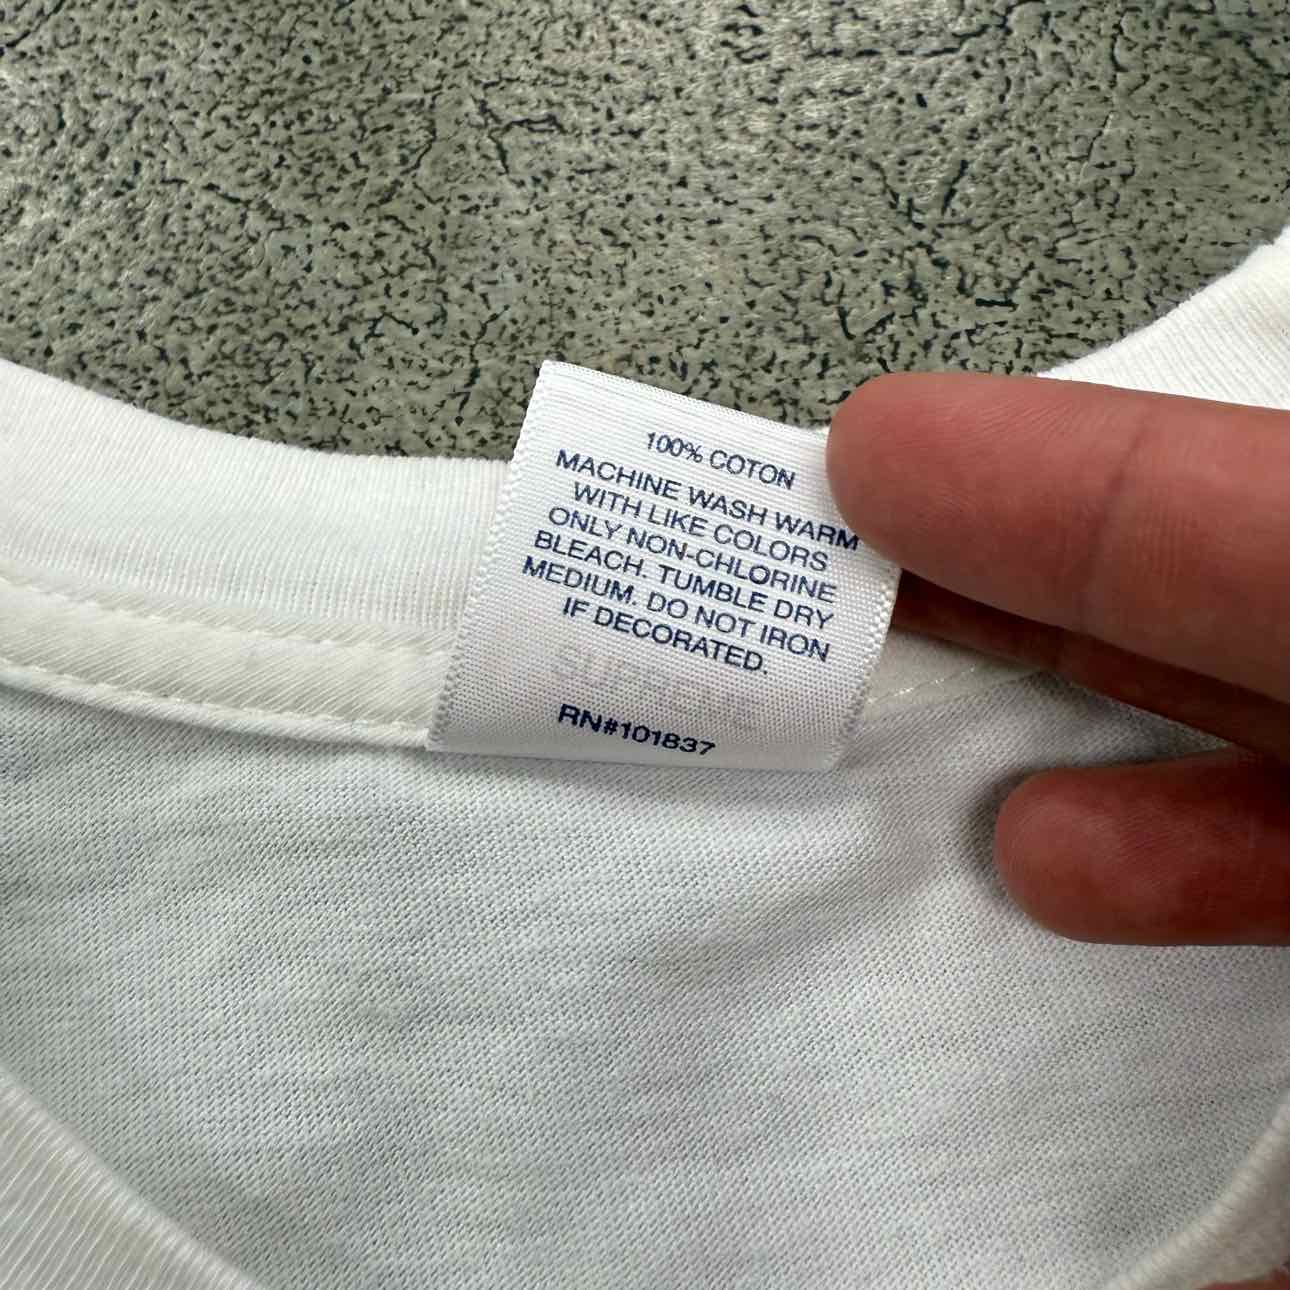 100% COTON
MACHINE WASH WARM
WITH LIKE COLORS
ONLY NON-CHLORINE
BLEACH. TUMBLE DRY
MEDIUM. DO NOT IRON
IF DECORATED.
RN#101837